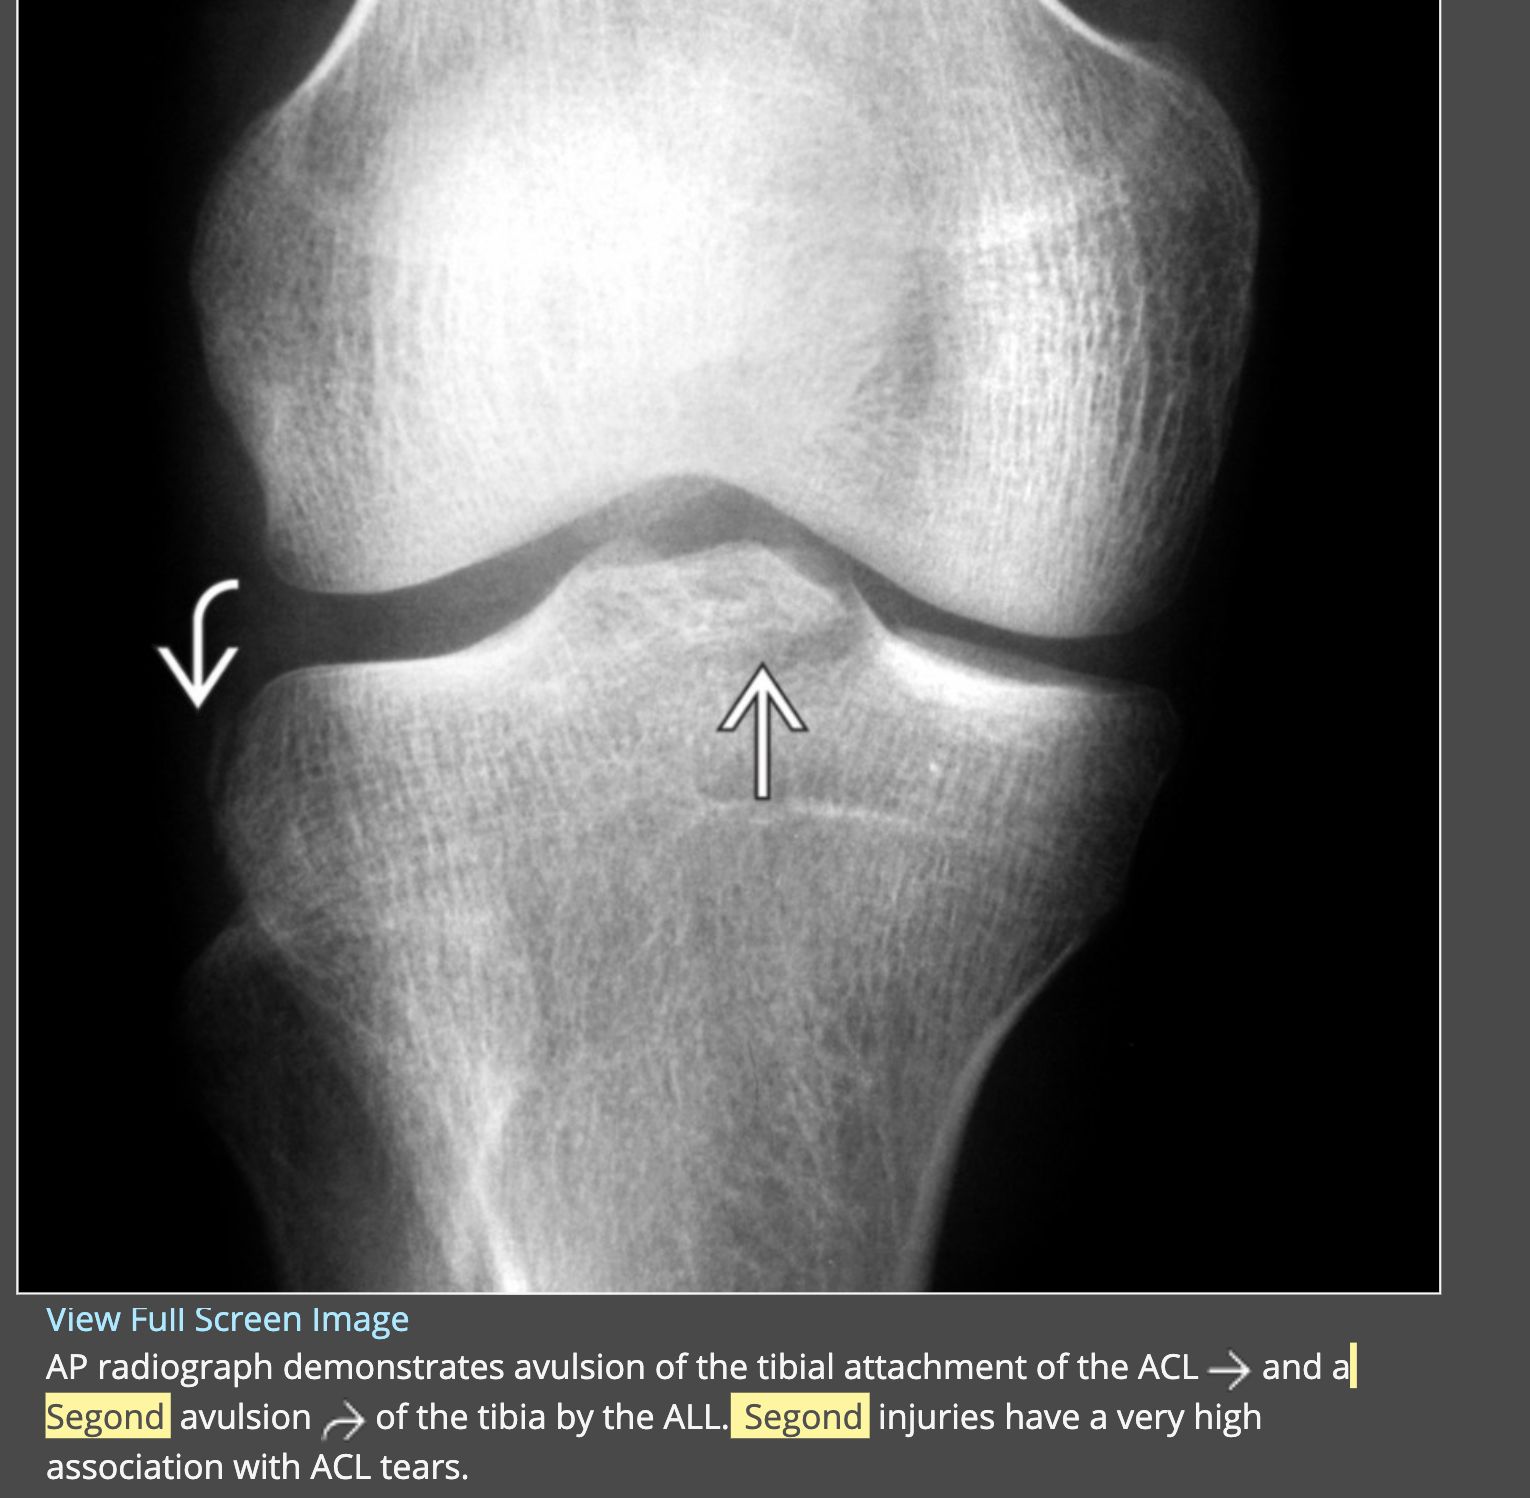 View Full Screen Image
AP radiograph demonstrates avulsion of the tibial attachment of the ACL → and a
Segond avulsion ↷ of the tibia by the ALL. Segond injuries have a very high
association with ACL tears.